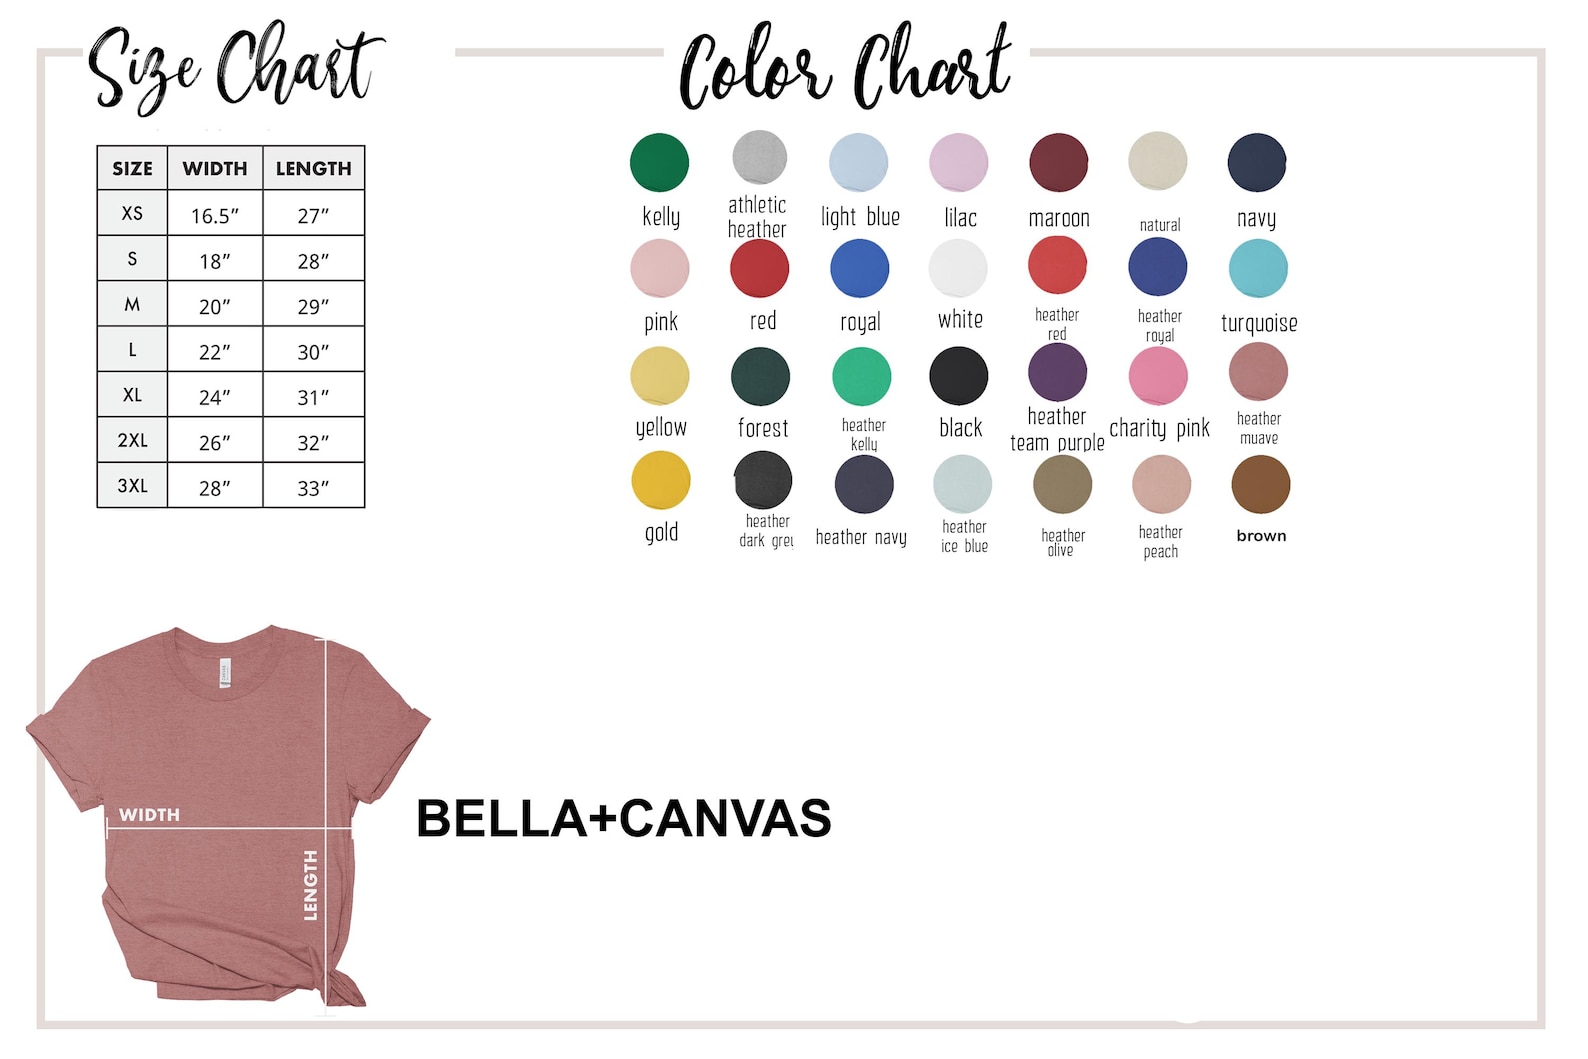 Size Chart
SIZE WIDTH LENGTH
XS 16.5” 27”
S 18” 28”
M 20” 29”
L 22” 30”
XL 24” 31”
2XL 26” 32”
3XL 28” 33”
Color Chart
kelly
athletic
heather
light blue
lilac
maroon
natural
navy
pink
red
royal
white
heather
red
heather
royal
turquoise
yellow
forest
heather
kelly
black
heather
team purple
charity pink
heather
muave
gold
heather
dark grey
heather navy
heather
ice blue
heather
olive
heather
peach
brown
WIDTH
LENGTH
BELLA+CANVAS